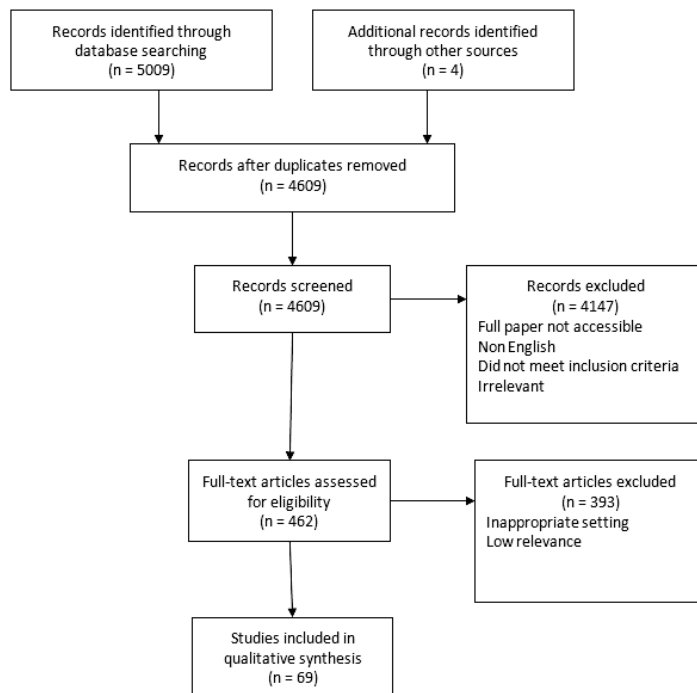 Records identified through
database searching
(n = 5009)
Additional records identified
through other sources
(n = 4)
Records after duplicates removed
(n = 4609)
Records screened
(n = 4609)
Records excluded
(n = 4147)
Full paper not accessible
Non English
Did not meet inclusion criteria
Irrelevant
Full-text articles assessed
for eligibility
(n = 462)
Full-text articles excluded
(n = 393)
Inappropriate setting
Low relevance
Studies included in
qualitative synthesis
(n = 69)